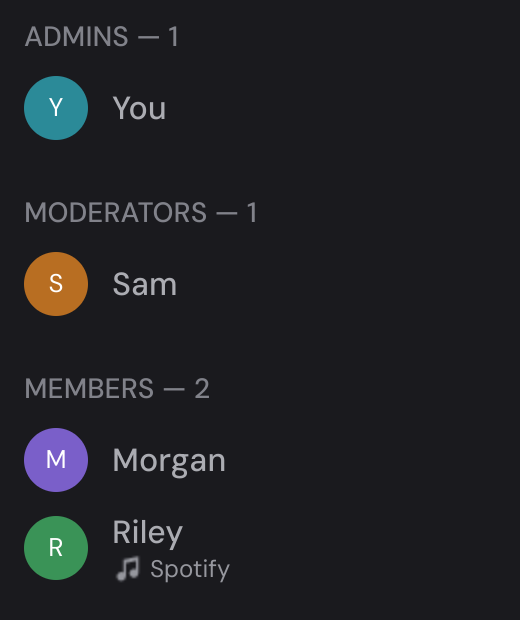 ADMINS — 1
Y You
MODERATORS — 1
S Sam
MEMBERS — 2
M Morgan
R Riley
🎵 Spotify